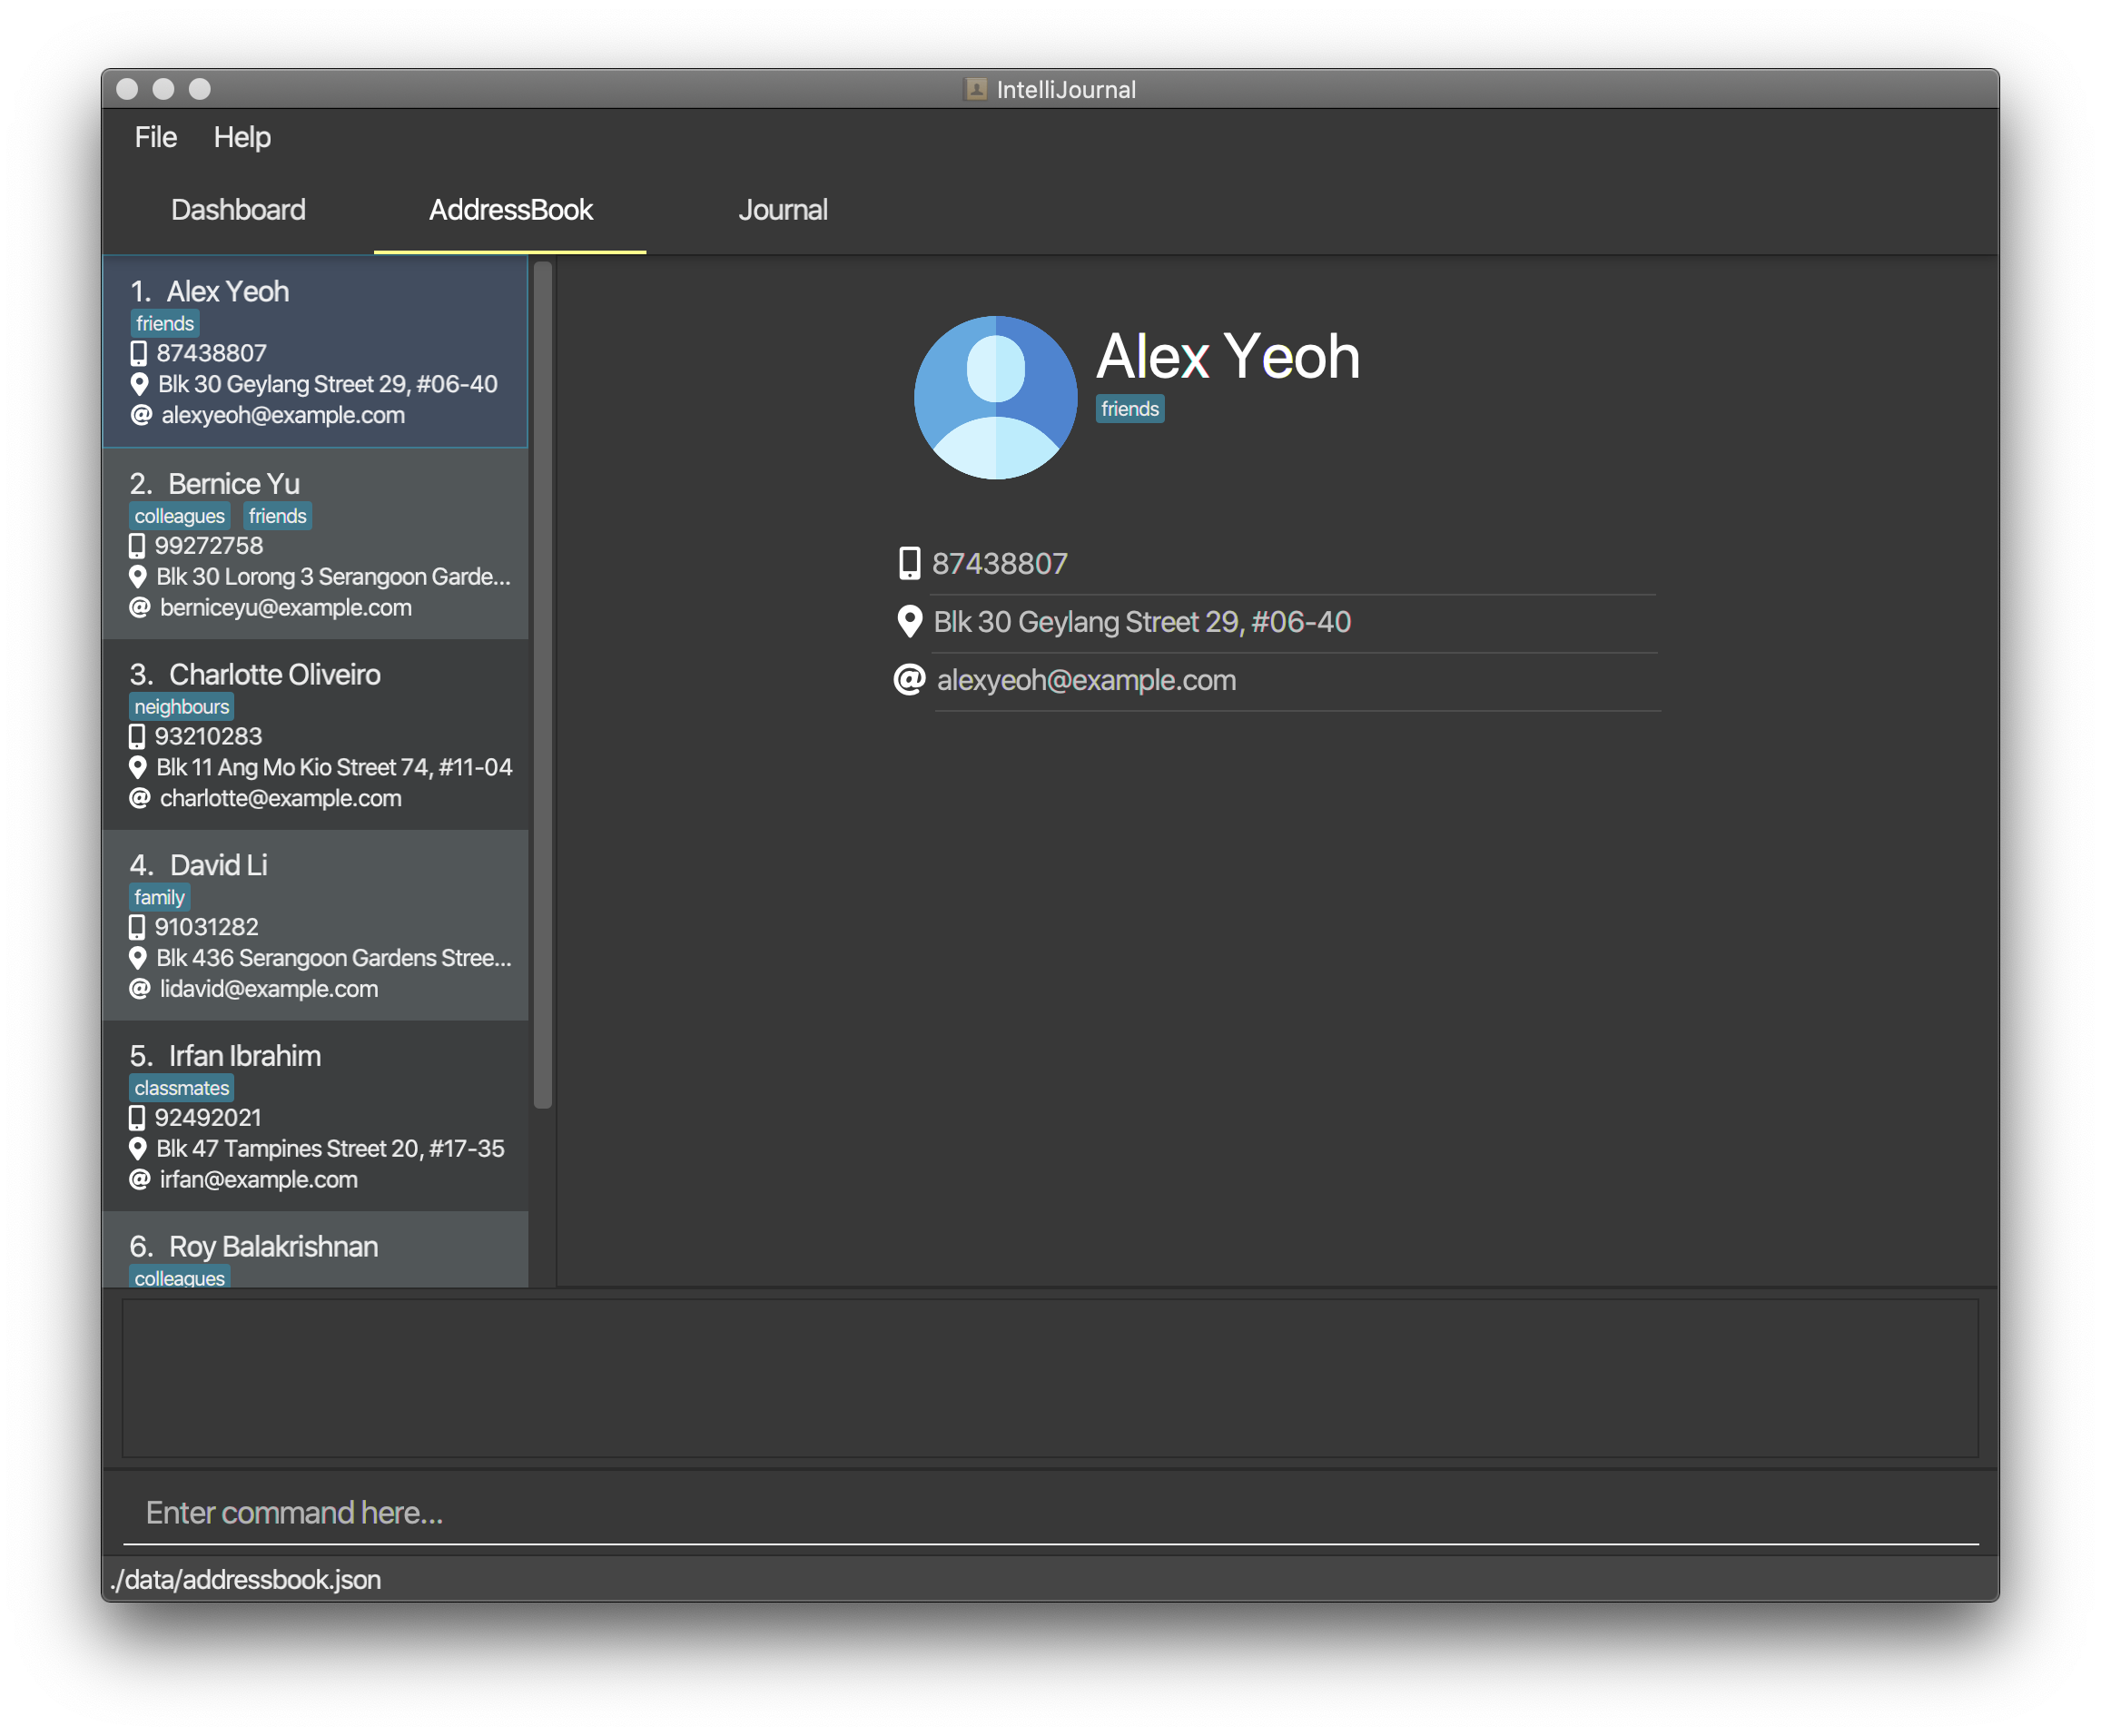 IntelliJournal
File Help
Dashboard AddressBook Journal
1. Alex Yeoh
friends
87438807
Blk 30 Geylang Street 29, #06-40
@ alexyeoh@example.com
2. Bernice Yu
colleagues friends
99272758
Blk 30 Lorong 3 Serangoon Garde...
@ berniceyu@example.com
3. Charlotte Oliveiro
neighbours
93210283
Blk 11 Ang Mo Kio Street 74, #11-04
@ charlotte@example.com
4. David Li
family
91031282
Blk 436 Serangoon Gardens Stree...
@ lidavid@example.com
5. Irfan Ibrahim
classmates
92492021
Blk 47 Tampines Street 20, #17-35
@ irfan@example.com
6. Roy Balakrishnan
colleagues
Alex Yeoh
friends
87438807
Blk 30 Geylang Street 29, #06-40
@ alexyeoh@example.com
Enter command here...
./data/addressbook.json